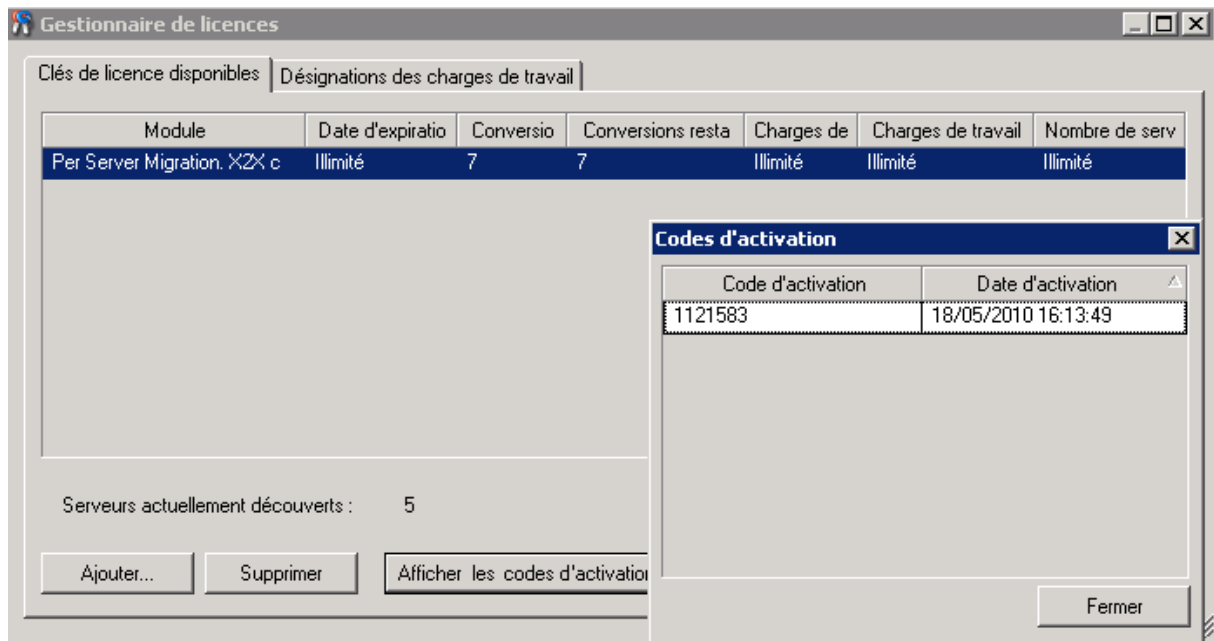 Gestionnaire de licences
Clés de licence disponibles Désignations des charges de travail
Module Date d'expiratio Conversio Conversions resta Charges de Charges de travail Nombre de serv
Per Server Migration. X2X c Illimité 7 7 Illimité Illimité Illimité
Codes d'activation
Code d'activation Date d'activation
1121583 18/05/2010 16:13:49
Serveurs actuellement découverts : 5
Ajouter... Supprimer Afficher les codes d'activation
Fermer